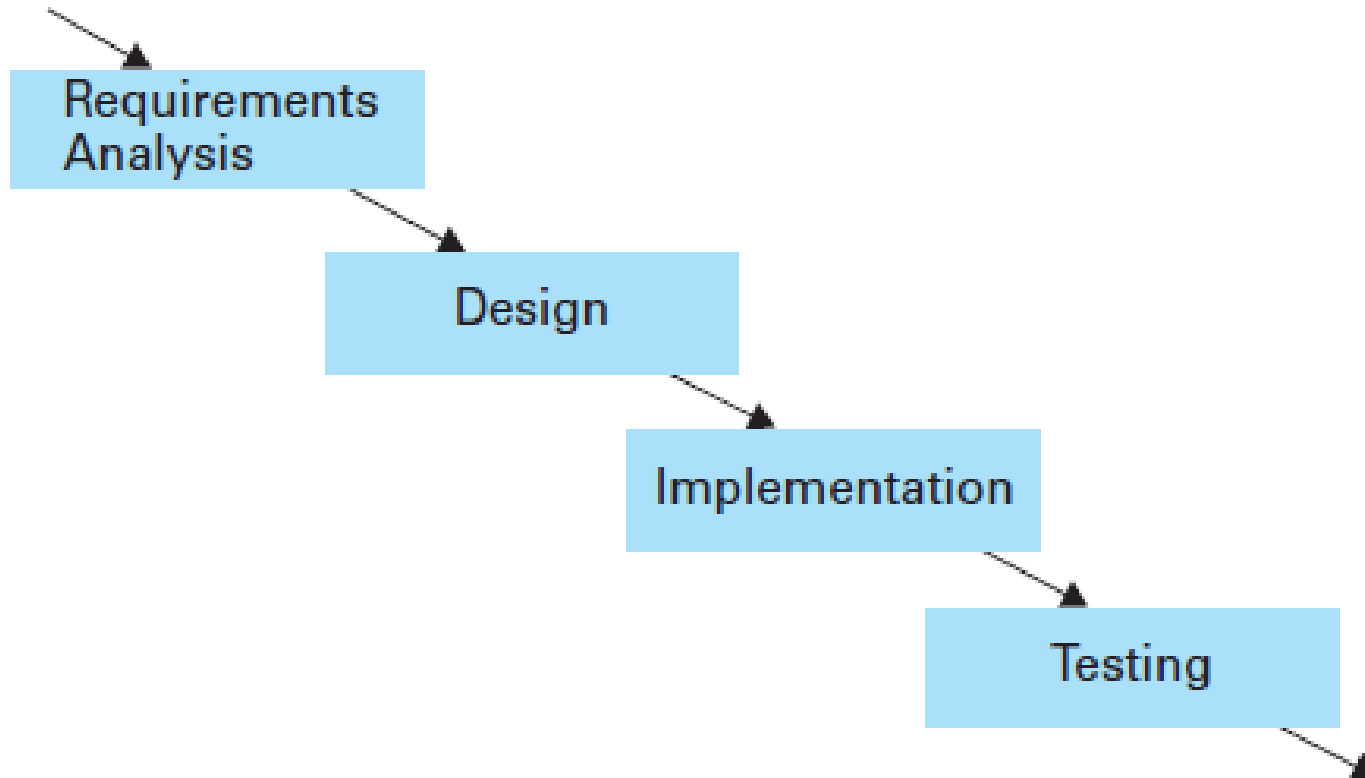 Requirements
Analysis
Design
Implementation
Testing